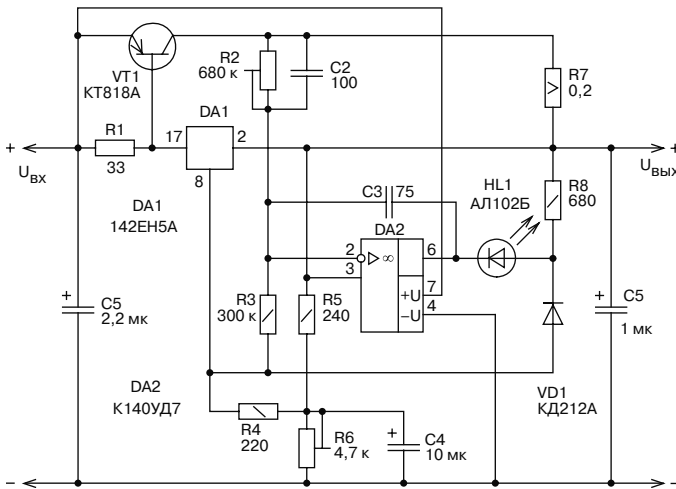 R2
680 к
C2
100
VT1
КТ818А
R7
0,2
DA1
+
R1
17
2
+
U вх
33
8
U вых
DA1
142ЕН5А
C3
75
HL1
АЛ102Б
R8
680
DA2
2
∞
6
3
7
+U
4
−U
+
C5
2,2 мк
R3
300 к
R5
240
+
C5
1 мк
DA2
К140УД7
VD1
КД212А
R4
220
R6
4,7 к
+
C4
10 мк
−
−